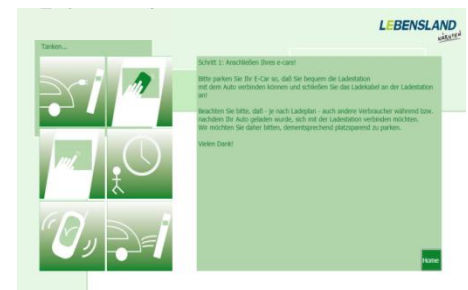 LEBENSLAND
KÄRNTEN
Tanken...
Schritt 1: Anschließen Ihres e-cars!
Bitte parken Sie Ihr E-Car so, daß Sie bequem die Ladestation
mit dem Auto verbinden können und schließen Sie das Ladekabel an der Ladestation
an!
Beachten Sie bitte, daß - je nach Ladeplan - auch andere Verbraucher während bzw.
nachdem Ihr Auto geladen wurde, sich mit der Ladestation verbinden möchten.
Wir möchten Sie daher bitten, dementsprechend platzsparend zu parken.
Vielen Dank!
Home